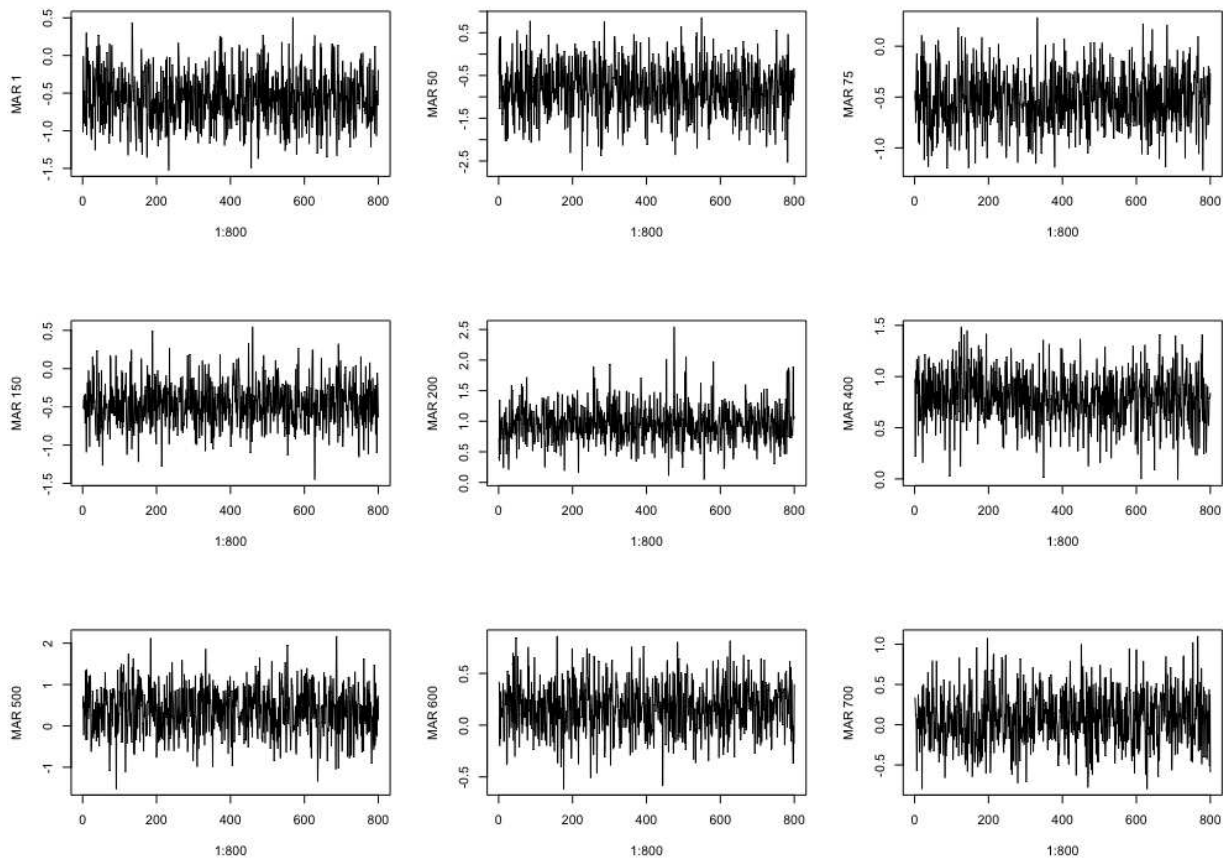 MAR 1
-1.5 -1.0 -0.5 0.0 0.5
0 200 400 600 800
1:800
MAR 50
-2.5 -1.5 -0.5 0.5
0 200 400 600 800
1:800
MAR 75
-1.0 -0.5 0.0
0 200 400 600 800
1:800
MAR 150
-1.5 -1.0 -0.5 0.0 0.5
0 200 400 600 800
1:800
MAR 200
0.0 0.5 1.0 1.5 2.0 2.5
0 200 400 600 800
1:800
MAR 400
0.0 0.5 1.0 1.5
0 200 400 600 800
1:800
MAR 500
-1 0 1 2
0 200 400 600 800
1:800
MAR 600
-0.5 0.0 0.5
0 200 400 600 800
1:800
MAR 700
-0.5 0.0 0.5 1.0
0 200 400 600 800
1:800